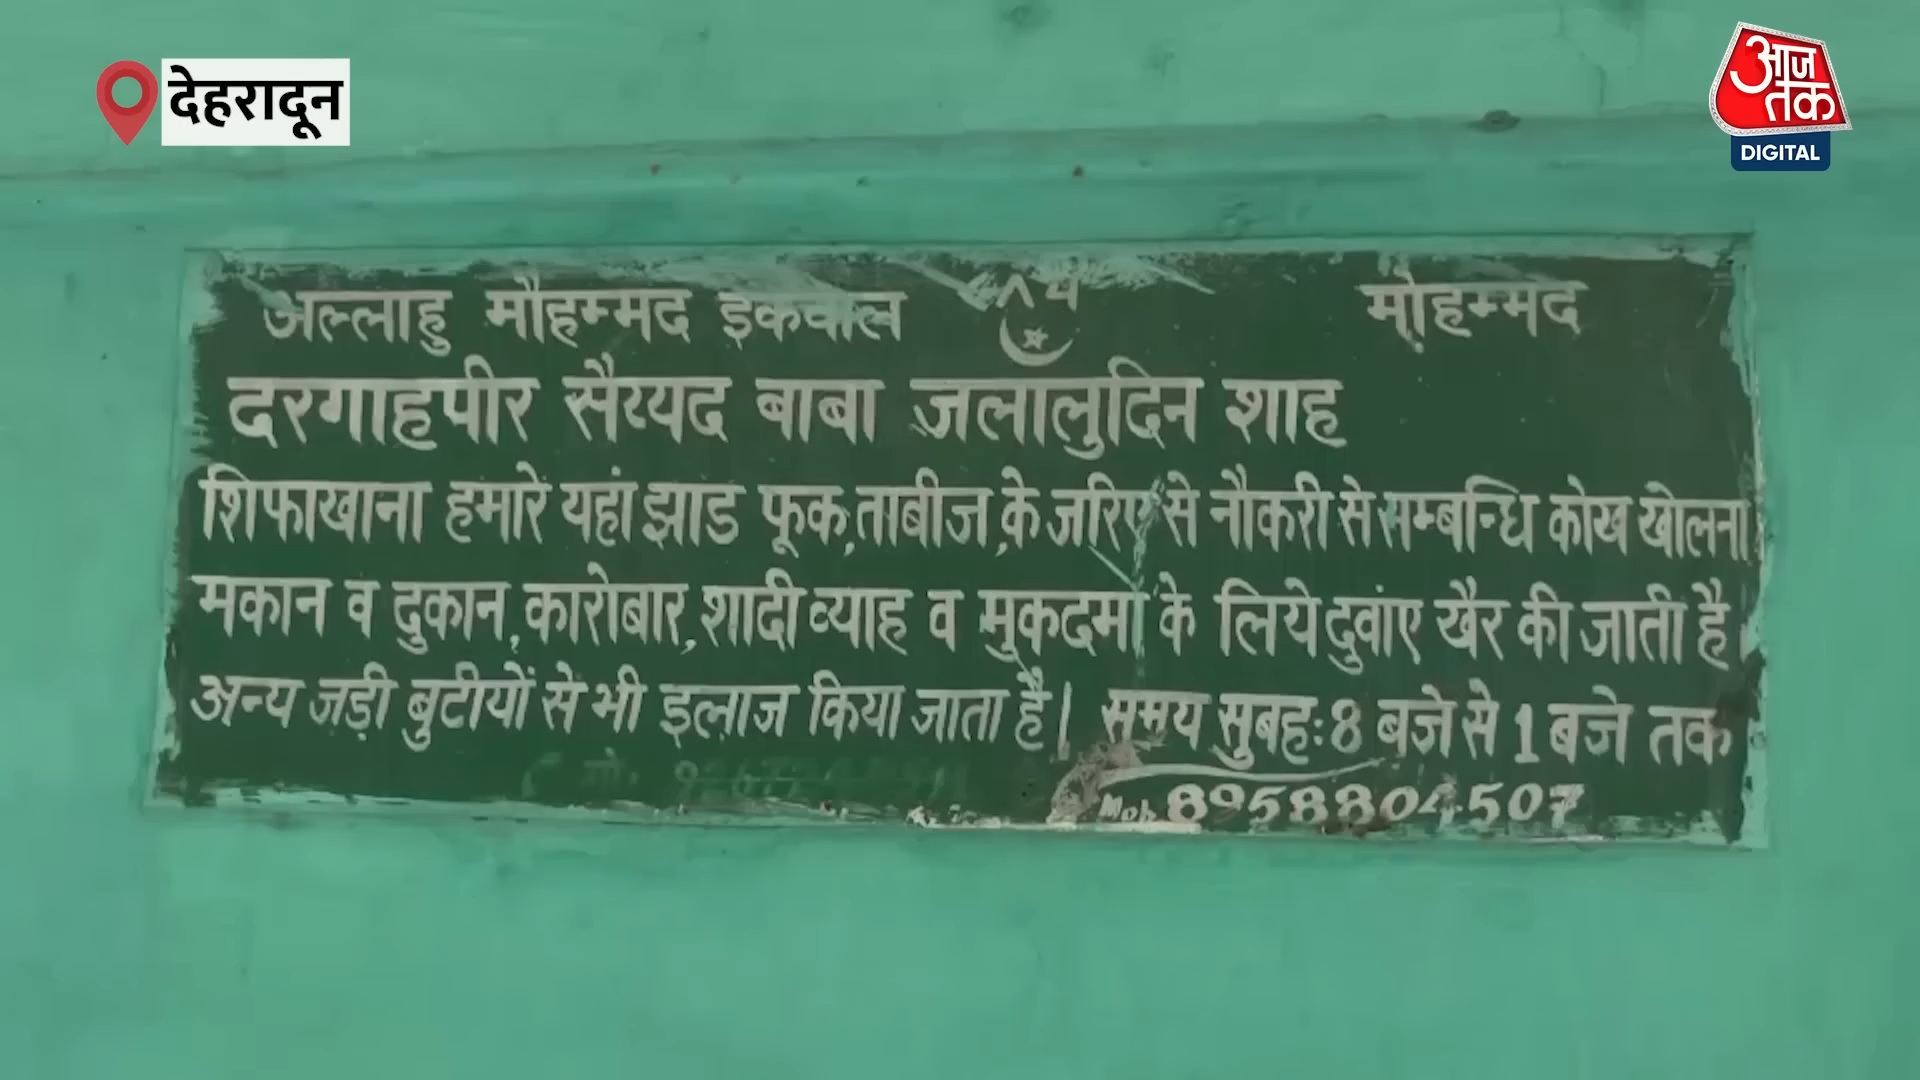 देहरादून
आज
तक
DIGITAL
अल्लाहु मौहम्मद इकबाल मोहम्मद
दरगाहपीर सैय्यद बाबा जलालुदिन शाह
शिफाखाना हमारे यहां झाड फूक,ताबीज,के जरिए से नौकरी से सम्बन्धि कोख खोलना
मकान व दुकान,कारोबार,शादी व्याह व मुकदमा के लिये दुवांए खैर की जाती है
अन्य जड़ी बुटीयों से भी इलाज किया जाता है। समय सुबह:8 बजे से 1 बजे तक
Mob. 8958804507